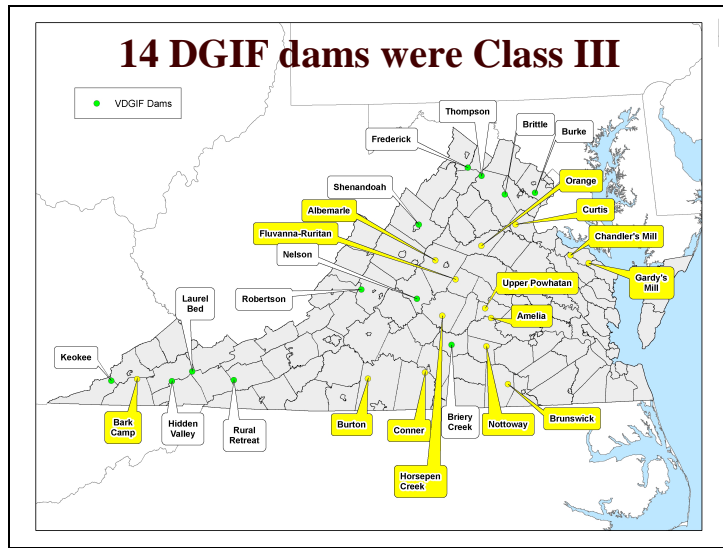 14 DGIF dams were Class III
VDGIF Dams
Thompson
Brittle
Burke
Frederick
Orange
Shenandoah
Curtis
Albemarle
Chandler's Mill
Fluvanna-Ruritan
Nelson
Gardy's
Mill
Upper Powhatan
Robertson
Laurel
Bed
Amelia
Keokee
Bark
Camp
Hidden
Valley
Rural
Retreat
Burton
Conner
Briery
Creek
Nottoway
Brunswick
Horsepen
Creek